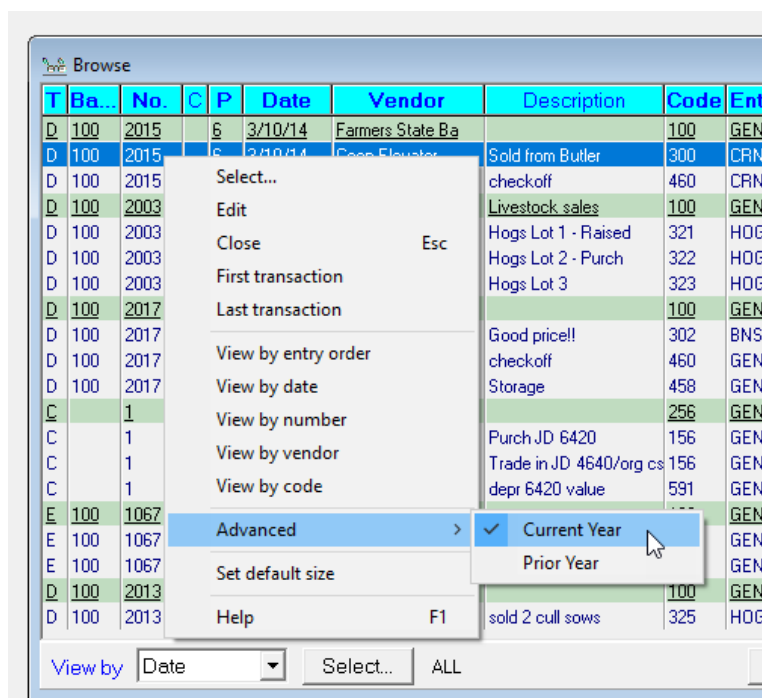 Browse
T Ba... No. C P Date Vendor Description Code Ent
D 100 2015 6 3/10/14 Farmers State Ba 100 GEN
D 100 2015 6 3/10/14 Coop Elevator Sold from Butler 300 CRN
D 100 2015 checkoff 460 CRN
D 100 2003 Livestock sales 100 GEN
D 100 2003 Hogs Lot 1 - Raised 321 HOG
D 100 2003 Hogs Lot 2 - Purch 322 HOG
D 100 2003 Hogs Lot 3 323 HOG
D 100 2017 100 GEN
D 100 2017 Good price!! 302 BNS
D 100 2017 checkoff 460 GEN
D 100 2017 Storage 458 GEN
C 1 256 GEN
C 1 Purch JD 6420 156 GEN
C 1 Trade in JD 4640/org cs 156 GEN
C 1 depr 6420 value 591 GEN
E 100 1067 GEN
E 100 1067 GEN
E 100 1067 GEN
D 100 2013 100 GEN
D 100 2013 sold 2 cull sows 325 HOG
Select...
Edit
Close Esc
First transaction
Last transaction
View by entry order
View by date
View by number
View by vendor
View by code
Advanced
Current Year
Prior Year
Set default size
Help F1
View by Date Select... ALL